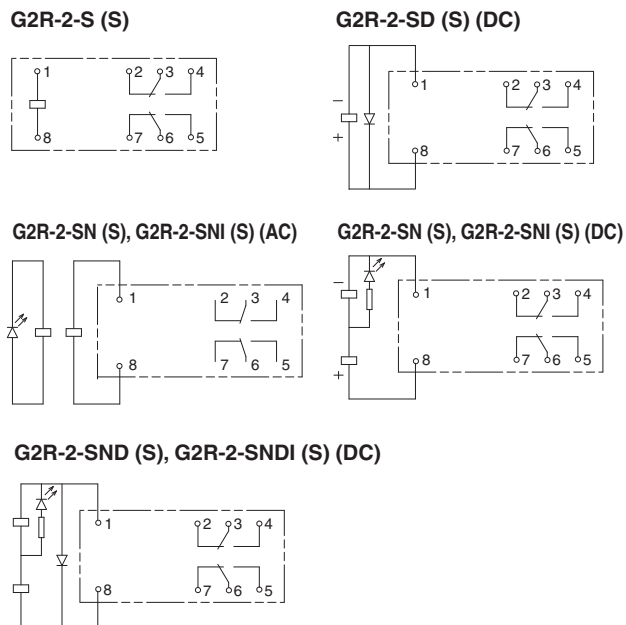 G2R-2-S (S)
1 2 3 4
8 7 6 5
G2R-2-SD (S) (DC)
−
+
1 2 3 4
8 7 6 5
G2R-2-SN (S), G2R-2-SNI (S) (AC)
1 2 3 4
8 7 6 5
G2R-2-SN (S), G2R-2-SNI (S) (DC)
−
+
1 2 3 4
8 7 6 5
G2R-2-SND (S), G2R-2-SNDI (S) (DC)
1 2 3 4
8 7 6 5